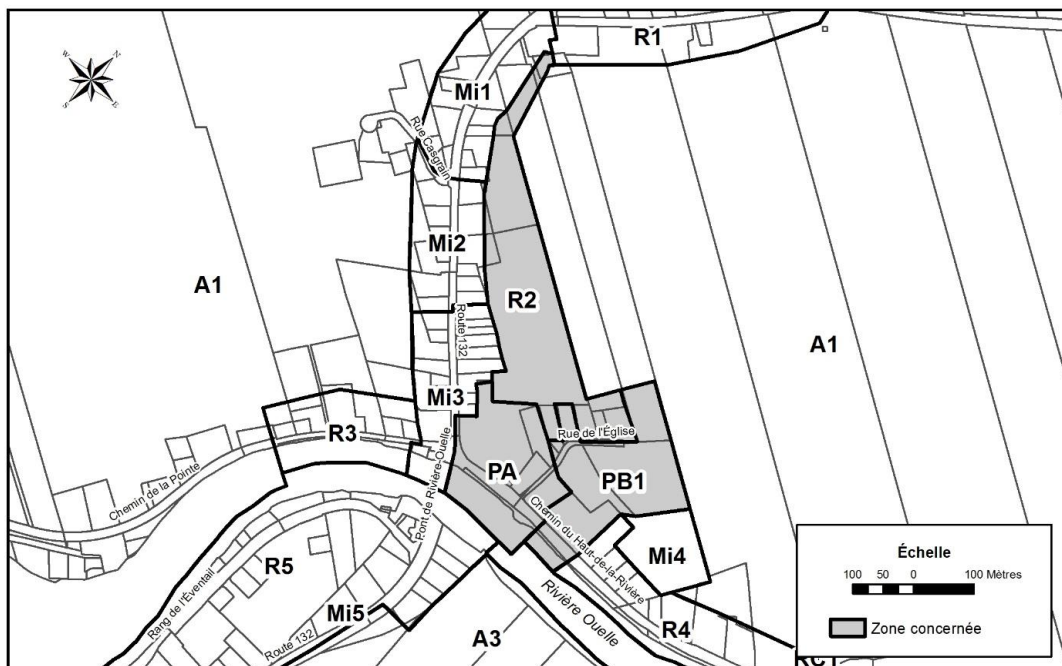 R1
N
W
S
E
Mi1
Rue Casgrain
Mi2
A1
R2
Route 132
A1
Mi3
R3
Rue de l'Église
PA
PB1
Pont de Rivière-Ouelle
Chemin de la Pointe
Chemin du Haut-de-la-Rivière
Mi4
R5
Rang de l'Éventail
Mi5
Route 132
A3
Rivière Ouelle
R4
Échelle
100 50 0 100 Mètres
Zone concernée